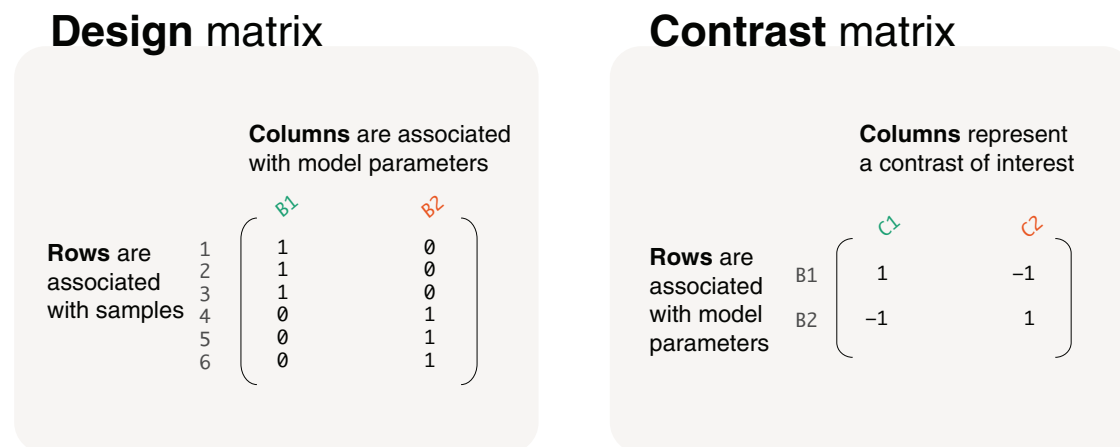 Design matrix
Columns are associated
with model parameters
B1 B2
Rows are
associated
with samples
1 1 0
2 1 0
3 1 0
4 0 1
5 0 1
6 0 1
Contrast matrix
Columns represent
a contrast of interest
C1 C2
Rows are
associated
with model
parameters
B1 1 −1
B2 −1 1